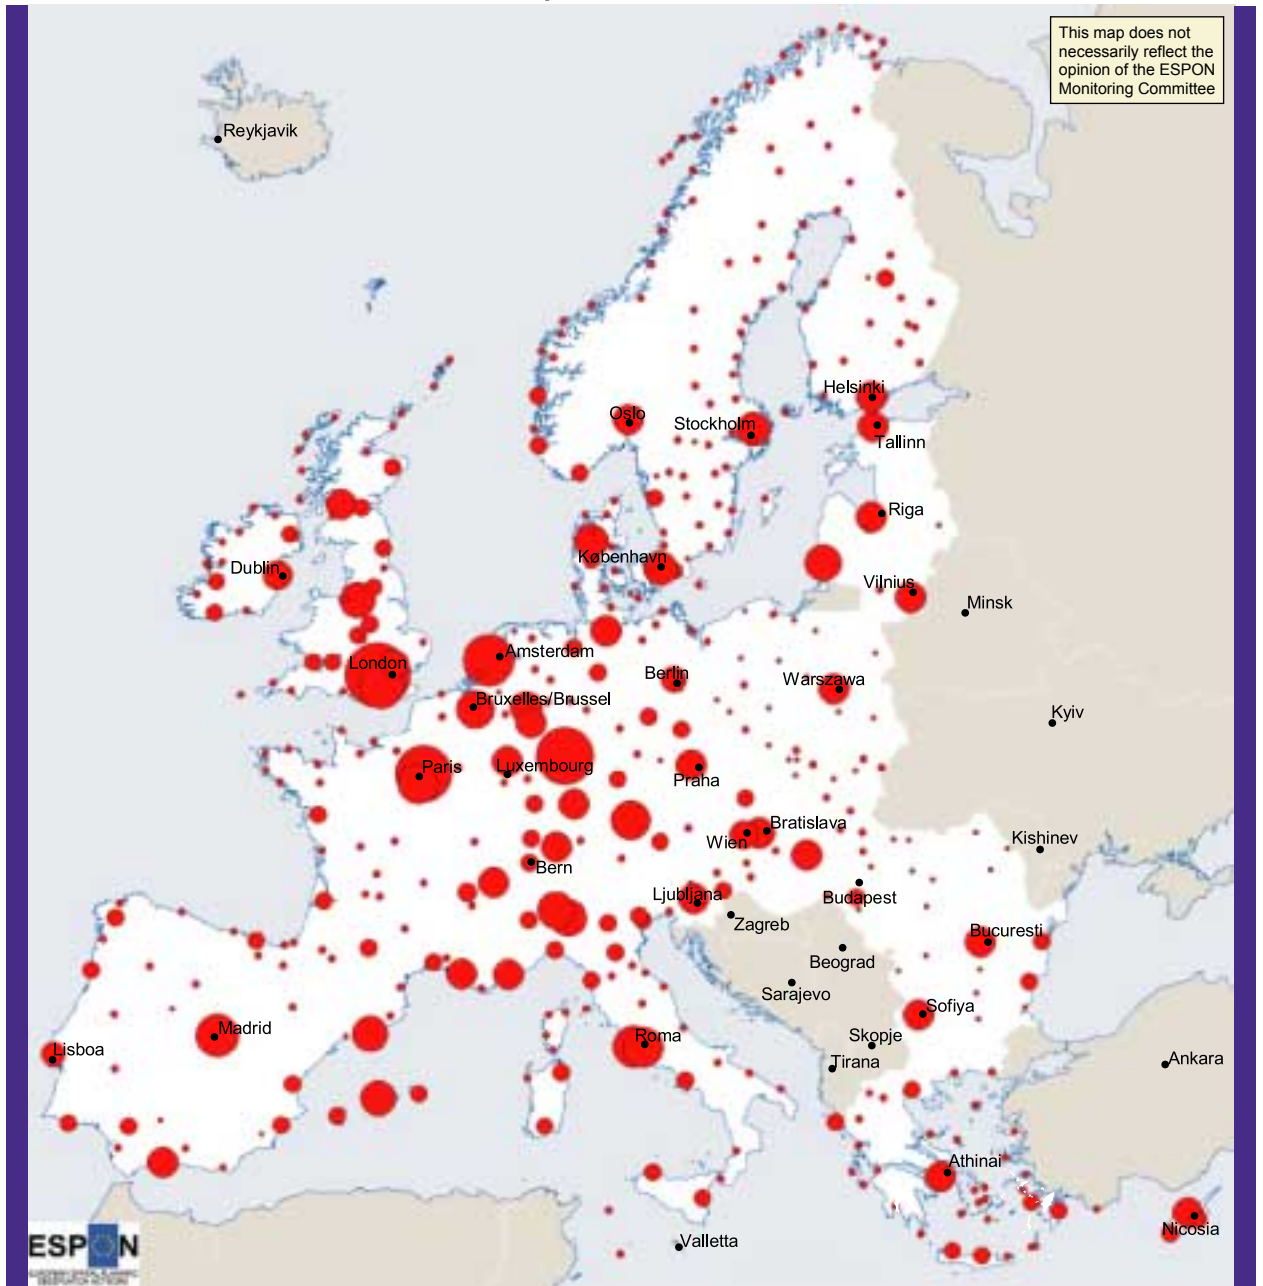 This map does not
necessarily reflect the
opinion of the ESPON
Monitoring Committee
Reykjavik
Helsinki
Oslo
Stockholm
Tallinn
Riga
København
Dublin
Vilnius
Minsk
Amsterdam
London
Berlin
Warszawa
Bruxelles/Brussel
Kyiv
Paris
Luxembourg
Praha
Bratislava
Wien
Kishinev
Bern
Ljubljana
Budapest
Zagreb
Bucuresti
Beograd
Sarajevo
Sofiya
Madrid
Roma
Skopje
Lisboa
Tirana
Ankara
Athinai
Nicosia
Valletta
ESPON